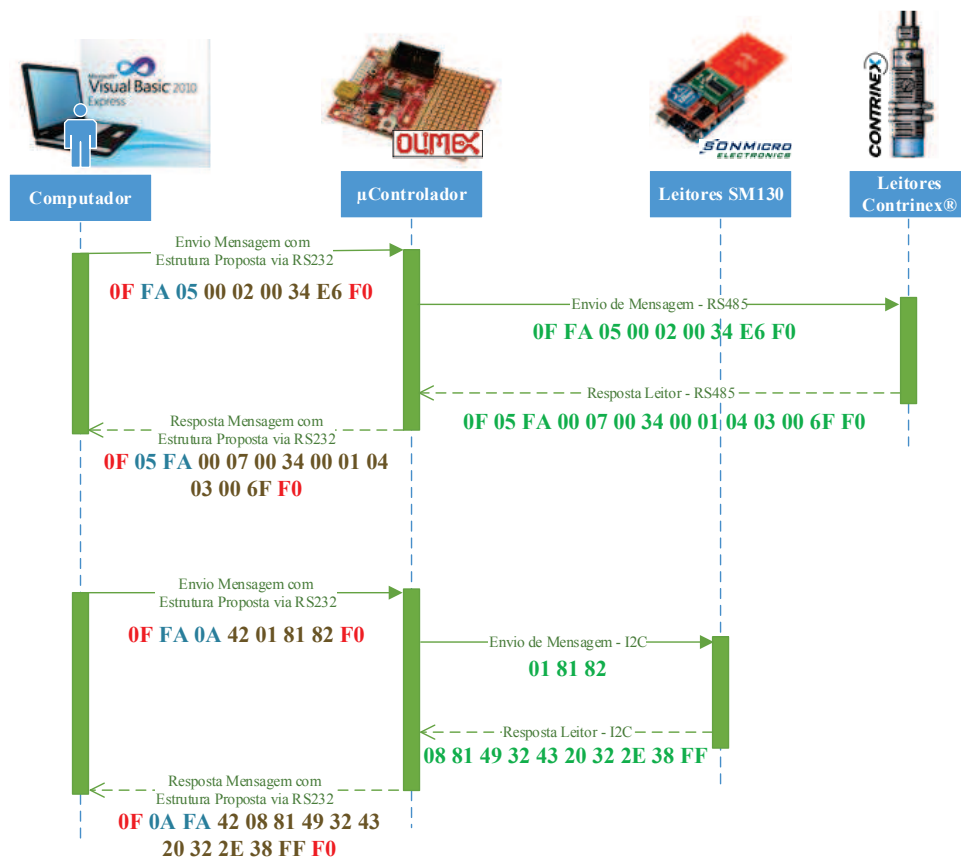 Microsoft
Visual Basic 2010
Express
OLIMEX
SONMICRO
ELECTRONICS
CONTRINEX
Computador
µControlador
Leitores SM130
Leitores
Contrinex®
Envio Mensagem com
Estrutura Proposta via RS232
0F FA 05 00 02 00 34 E6 F0
Envio de Mensagem - RS485
0F FA 05 00 02 00 34 E6 F0
Resposta Leitor - RS485
0F 05 FA 00 07 00 34 00 01 04 03 00 6F F0
Resposta Mensagem com
Estrutura Proposta via RS232
0F 05 FA 00 07 00 34 00 01 04
03 00 6F F0
Envio Mensagem com
Estrutura Proposta via RS232
0F FA 0A 42 01 81 82 F0
Envio de Mensagem - I2C
01 81 82
Resposta Leitor - I2C
08 81 49 32 43 20 32 2E 38 FF
Resposta Mensagem com
Estrutura Proposta via RS232
0F 0A FA 42 08 81 49 32 43
20 32 2E 38 FF F0